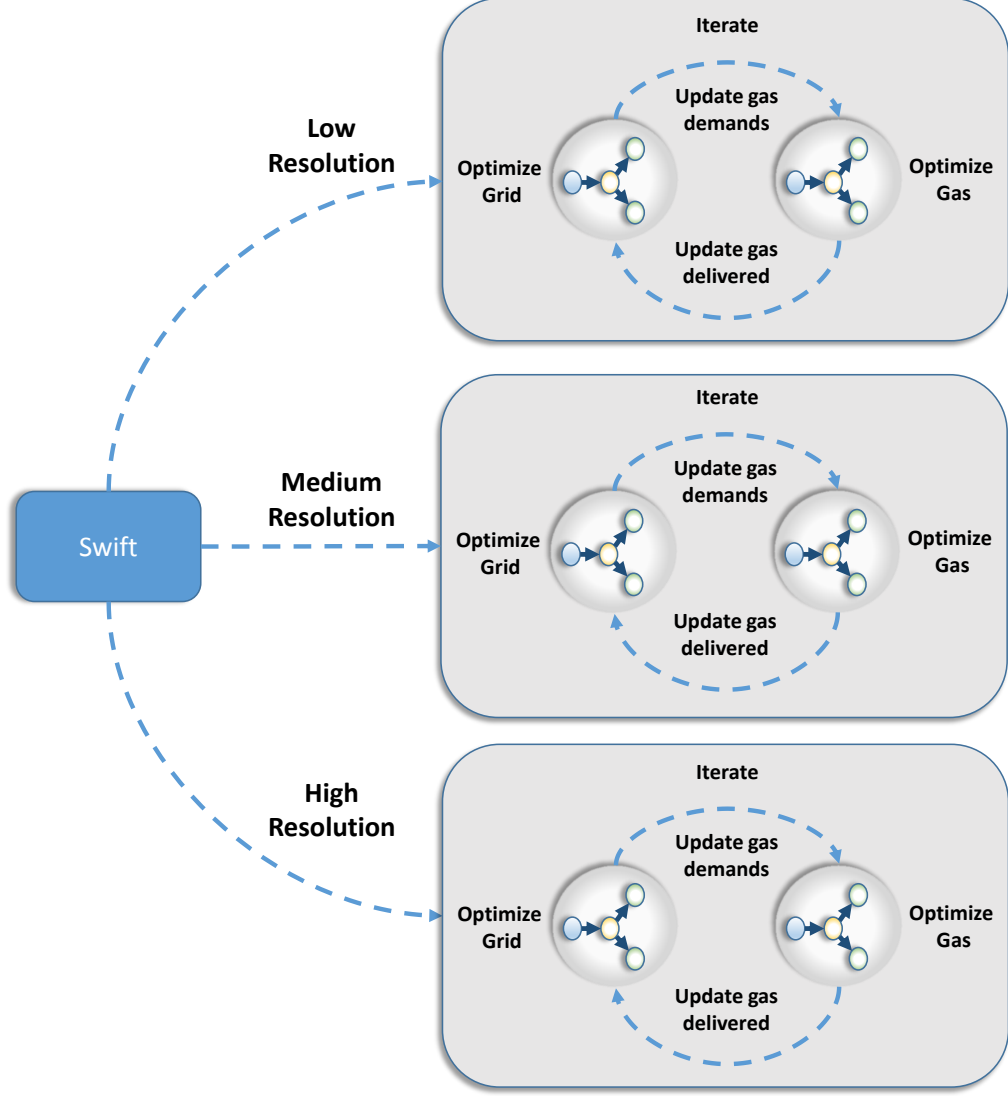 Iterate
Update gas
demands
Low
Resolution
Optimize
Grid
Optimize
Gas
Update gas
delivered
Iterate
Update gas
demands
Medium
Resolution
Swift
Optimize
Grid
Optimize
Gas
Update gas
delivered
Iterate
High
Resolution
Update gas
demands
Optimize
Grid
Optimize
Gas
Update gas
delivered